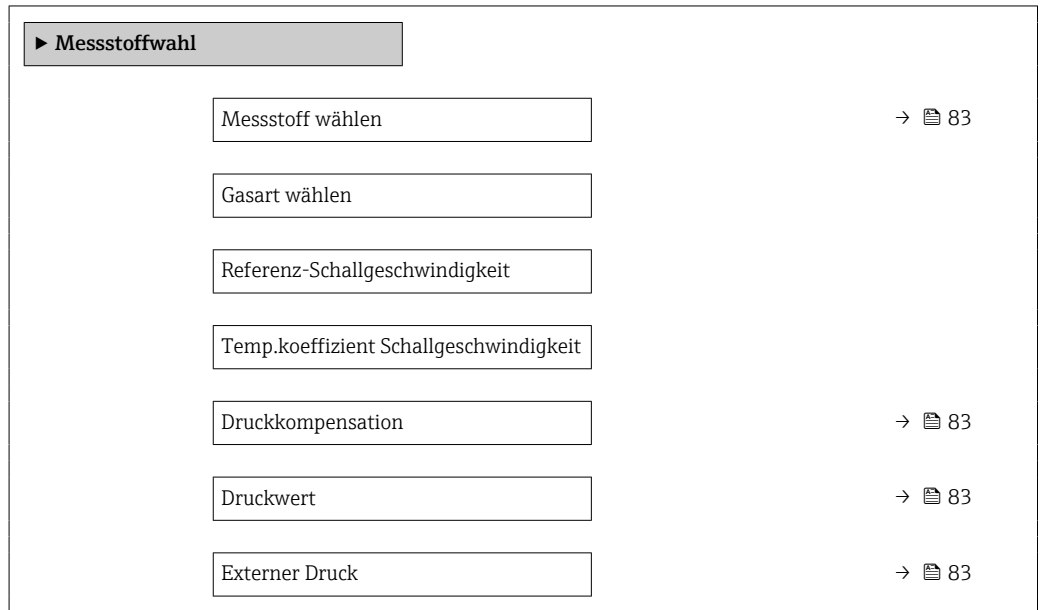 ▶ Messstoffwahl
Messstoff wählen → 83
Gasart wählen
Referenz-Schallgeschwindigkeit
Temp.koeffizient Schallgeschwindigkeit
Druckkompensation → 83
Druckwert → 83
Externer Druck → 83